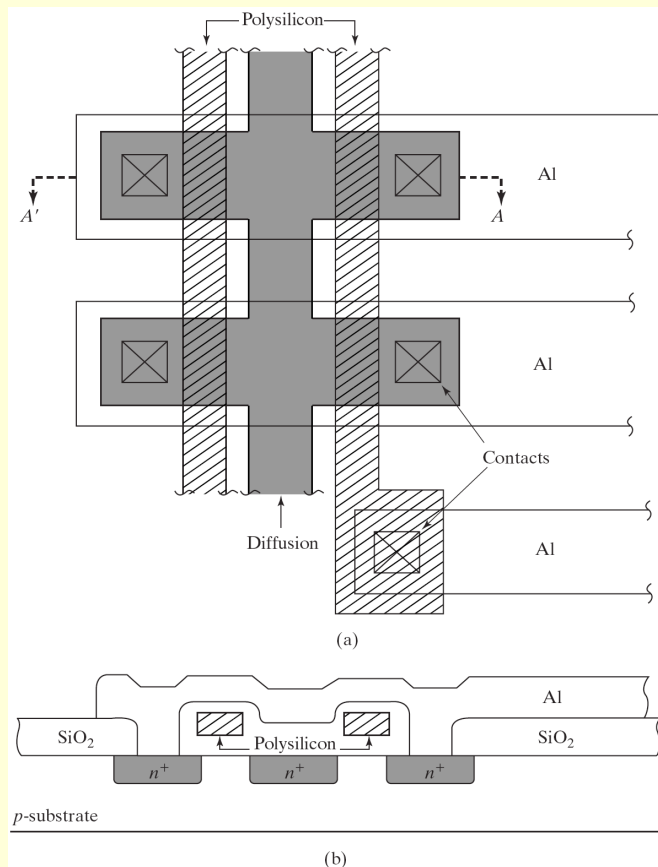 Polysilicon
Al
A′
A
Al
Contacts
Diffusion
Al
(a)
Al
SiO₂
Polysilicon
SiO₂
n⁺
n⁺
n⁺
p-substrate
(b)